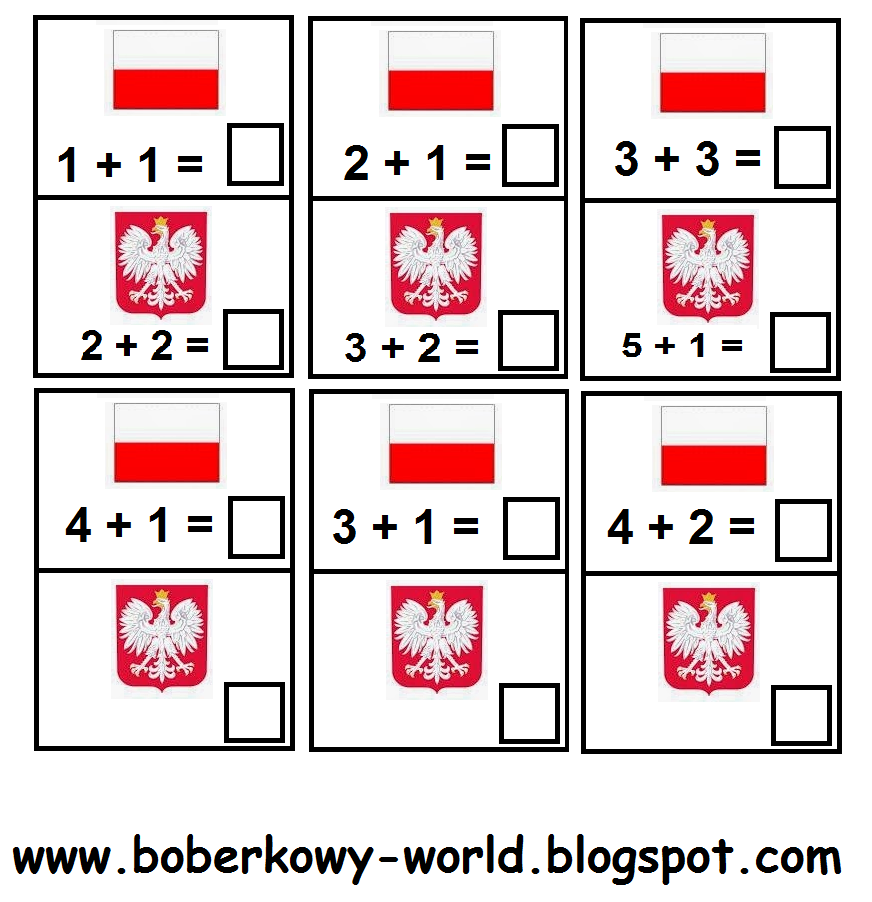 1 + 1 =
2 + 1 =
3 + 3 =
2 + 2 =
3 + 2 =
5 + 1 =
4 + 1 =
3 + 1 =
4 + 2 =
www.boberkowy-world.blogspot.com